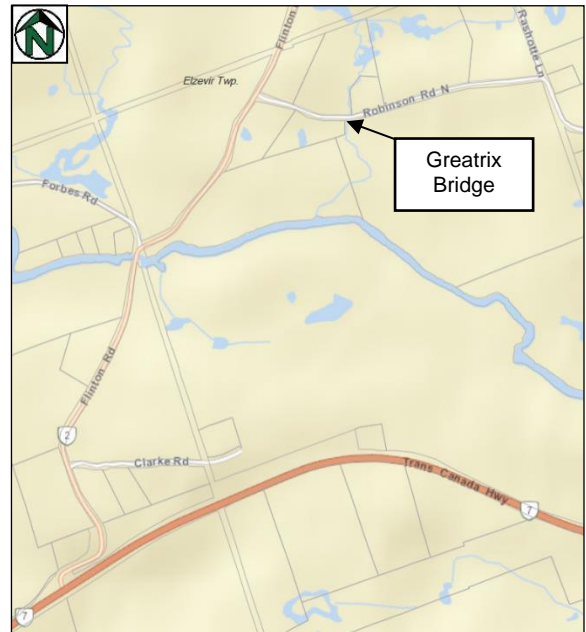 N
Flinton R
Rashotte Ln
Elzevir Twp.
Robinson Rd N
Greatrix
Bridge
Forbes Rd
Flinton Rd
2
Clarke Rd
Trans Canada Hwy
7
7